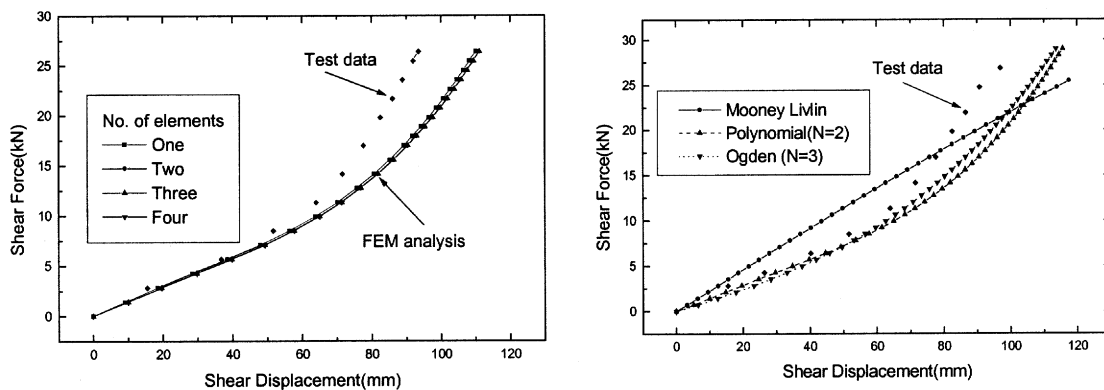 30
25
20
15
10
5
0
Shear Force(kN)
Test data
No. of elements
One
Two
Three
Four
FEM analysis
0 20 40 60 80 100 120
Shear Displacement(mm)
30
25
20
15
10
5
0
Shear Force(kN)
Test data
Mooney Livlin
Polynomial(N=2)
Ogden (N=3)
0 20 40 60 80 100 120
Shear Displacement(mm)